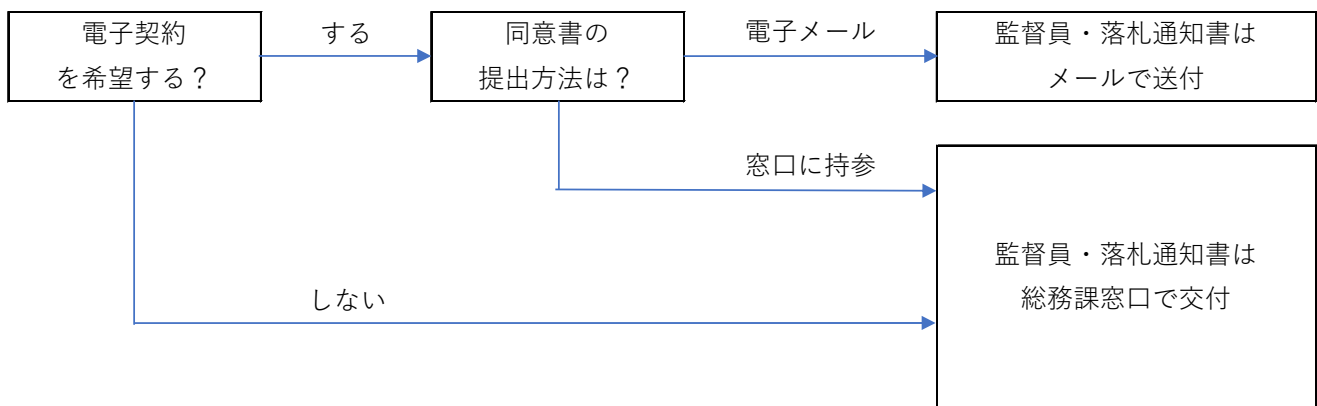 電子契約
を希望する？
する
同意書の
提出方法は？
電子メール
監督員・落札通知書は
メールで送付
窓口に持参
しない
監督員・落札通知書は
総務課窓口で交付